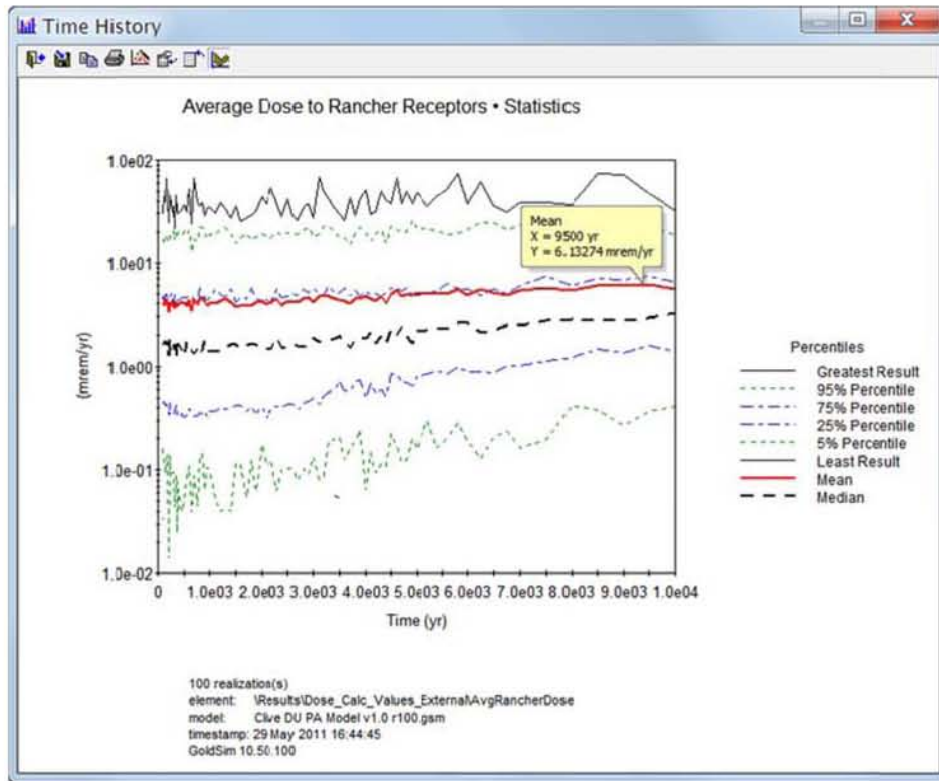 Time History
Average Dose to Rancher Receptors • Statistics
1.0e02
1.0e01
1.0e00
1.0e-01
1.0e-02
(mrem/yr)
Mean
X = 9500 yr
Y = 6.13274 mrem/yr
0 1.0e03 2.0e03 3.0e03 4.0e03 5.0e03 6.0e03 7.0e03 8.0e03 9.0e03 1.0e04
Time (yr)
Percentiles
Greatest Result
95% Percentile
75% Percentile
25% Percentile
5% Percentile
Least Result
Mean
Median
100 realization(s)
element: \Results\Dose_Calc_Values_External\AvgRancherDose
model: Clive DU PA Model v1.0 r100.gsm
timestamp: 29 May 2011 16:44:45
GoldSim 10.50.100